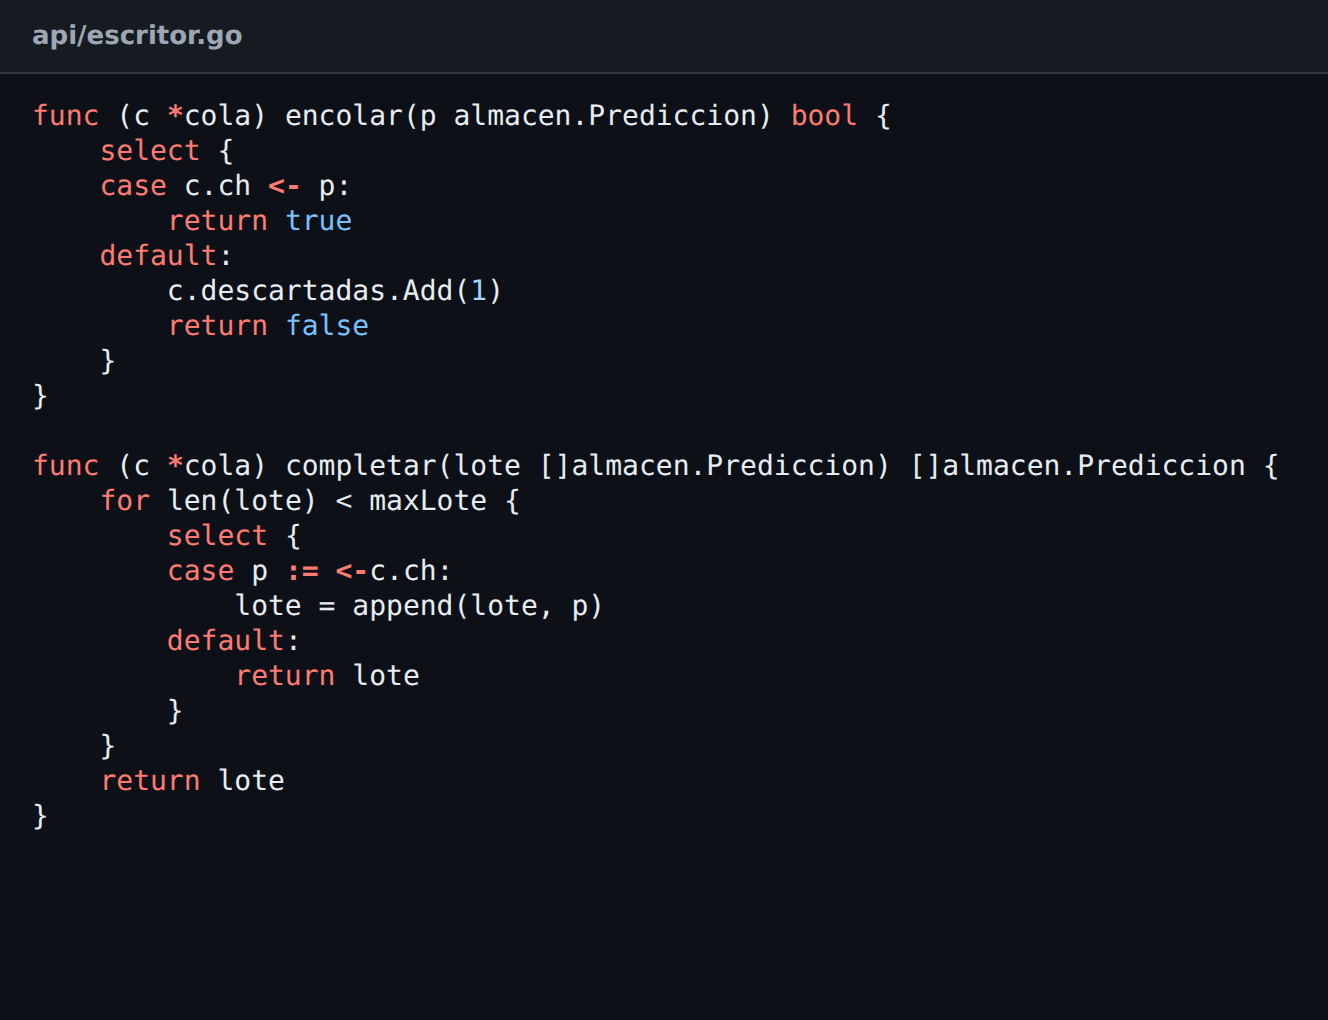 api/escritor.go
func (c *cola) encolar(p almacen.Prediccion) bool {
    select {
    case c.ch <- p:
        return true
    default:
        c.descartadas.Add(1)
        return false
    }
}

func (c *cola) completar(lote []almacen.Prediccion) []almacen.Prediccion {
    for len(lote) < maxLote {
        select {
        case p := <-c.ch:
            lote = append(lote, p)
        default:
            return lote
        }
    }
    return lote
}